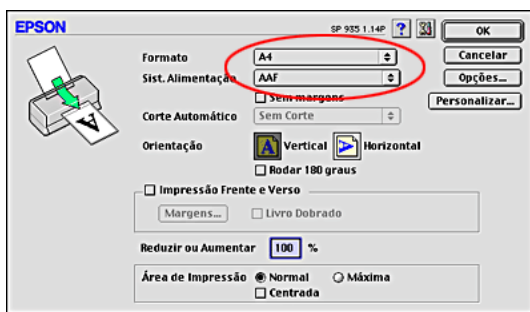 EPSON SP 935 1.14P ? OK
Formato A4 Cancelar
Sist. Alimentação AAF Opções...
Sem margens Personalizar...
Corte Automático Sem Corte
Orientação A Vertical A Horizontal
Rodar 180 graus
Impressão Frente e Verso
Margens... Livro Dobrado
Reduzir ou Aumentar 100 %
Área de Impressão Normal Máxima
Centrada